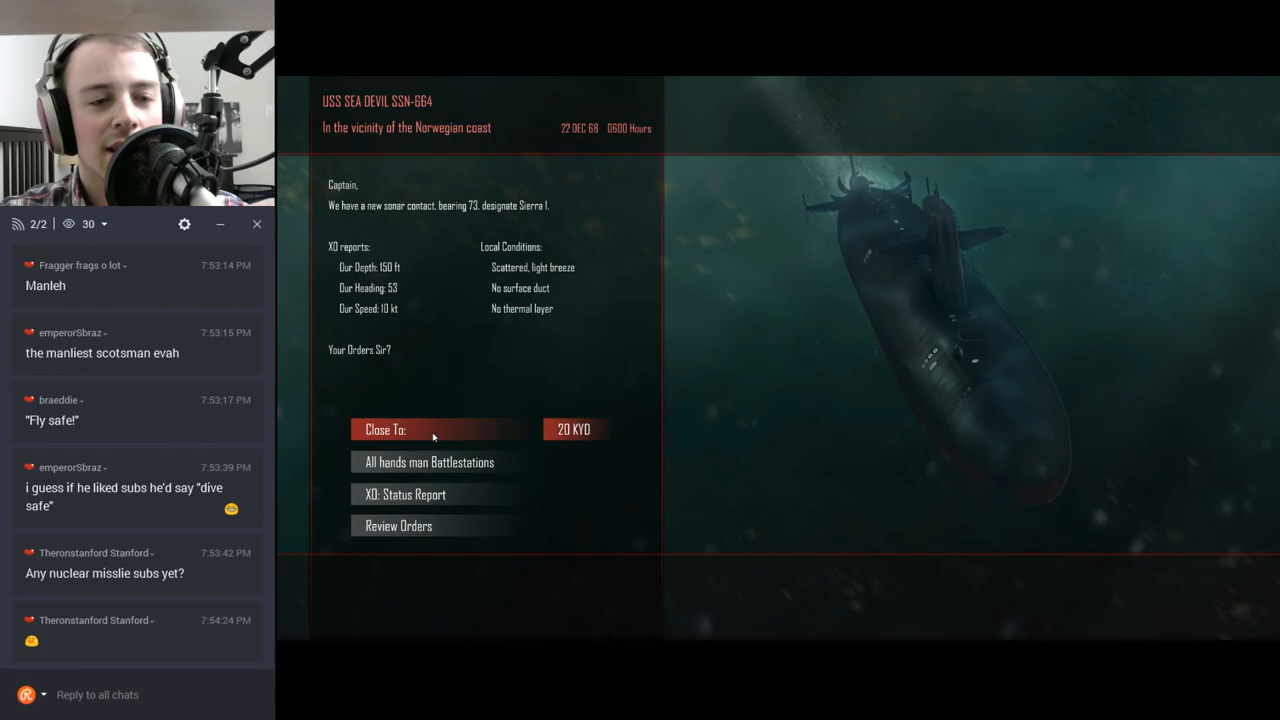 2/2 30
Fragger frags o lot 7:53:14 PM
Manleh
emperorSbraz 7:53:15 PM
the manliest scotsman evah
braeddie 7:53:17 PM
"Fly safe!"
emperorSbraz 7:53:39 PM
i guess if he liked subs he'd say "dive
safe"
Theronstanford Stanford 7:53:42 PM
Any nuclear misslie subs yet?
Theronstanford Stanford 7:54:24 PM
Reply to all chats
USS SEA DEVIL SSN-664
In the vicinity of the Norwegian coast 22 DEC 68 0600 Hours
Captain,
We have a new sonar contact, bearing 73, designate Sierra 1.
XO reports: Local Conditions:
Our Depth: 150 ft Scattered, light breeze
Our Heading: 53 No surface duct
Our Speed: 10 kt No thermal layer
Your Orders Sir?
Close To: 20 KYD
All hands man Battlestations
XO: Status Report
Review Orders